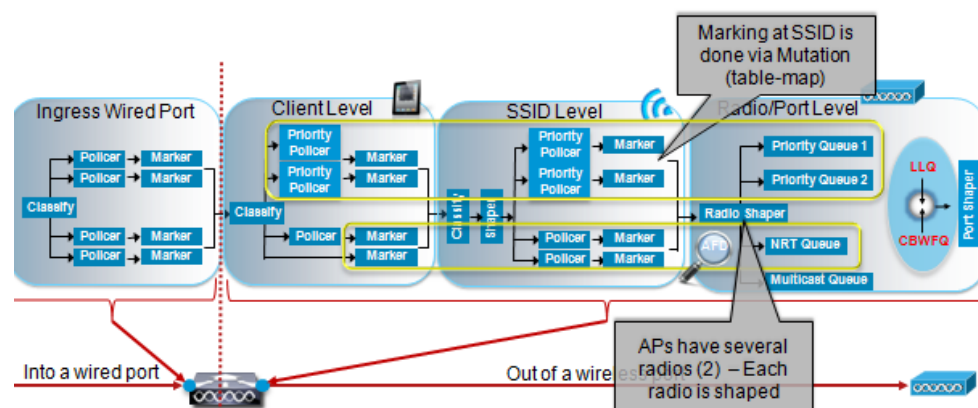 Marking at SSID is
done via Mutation
(table-map)
Ingress Wired Port
Client Level
SSID Level
Radio/Port Level
Policer
Marker
Policer
Marker
Classify
Policer
Marker
Policer
Marker
Priority
Policer
Marker
Priority
Policer
Marker
Classify
Policer
Marker
Marker
Classify
Shaper
Priority
Policer
Marker
Priority
Policer
Marker
Policer
Marker
Policer
Marker
Radio Shaper
AFD
Priority Queue 1
Priority Queue 2
NRT Queue
Multicast Queue
LLQ
CBWFQ
Port Shaper
APs have several
radios (2) – Each
radio is shaped
Into a wired port
Out of a wireless port